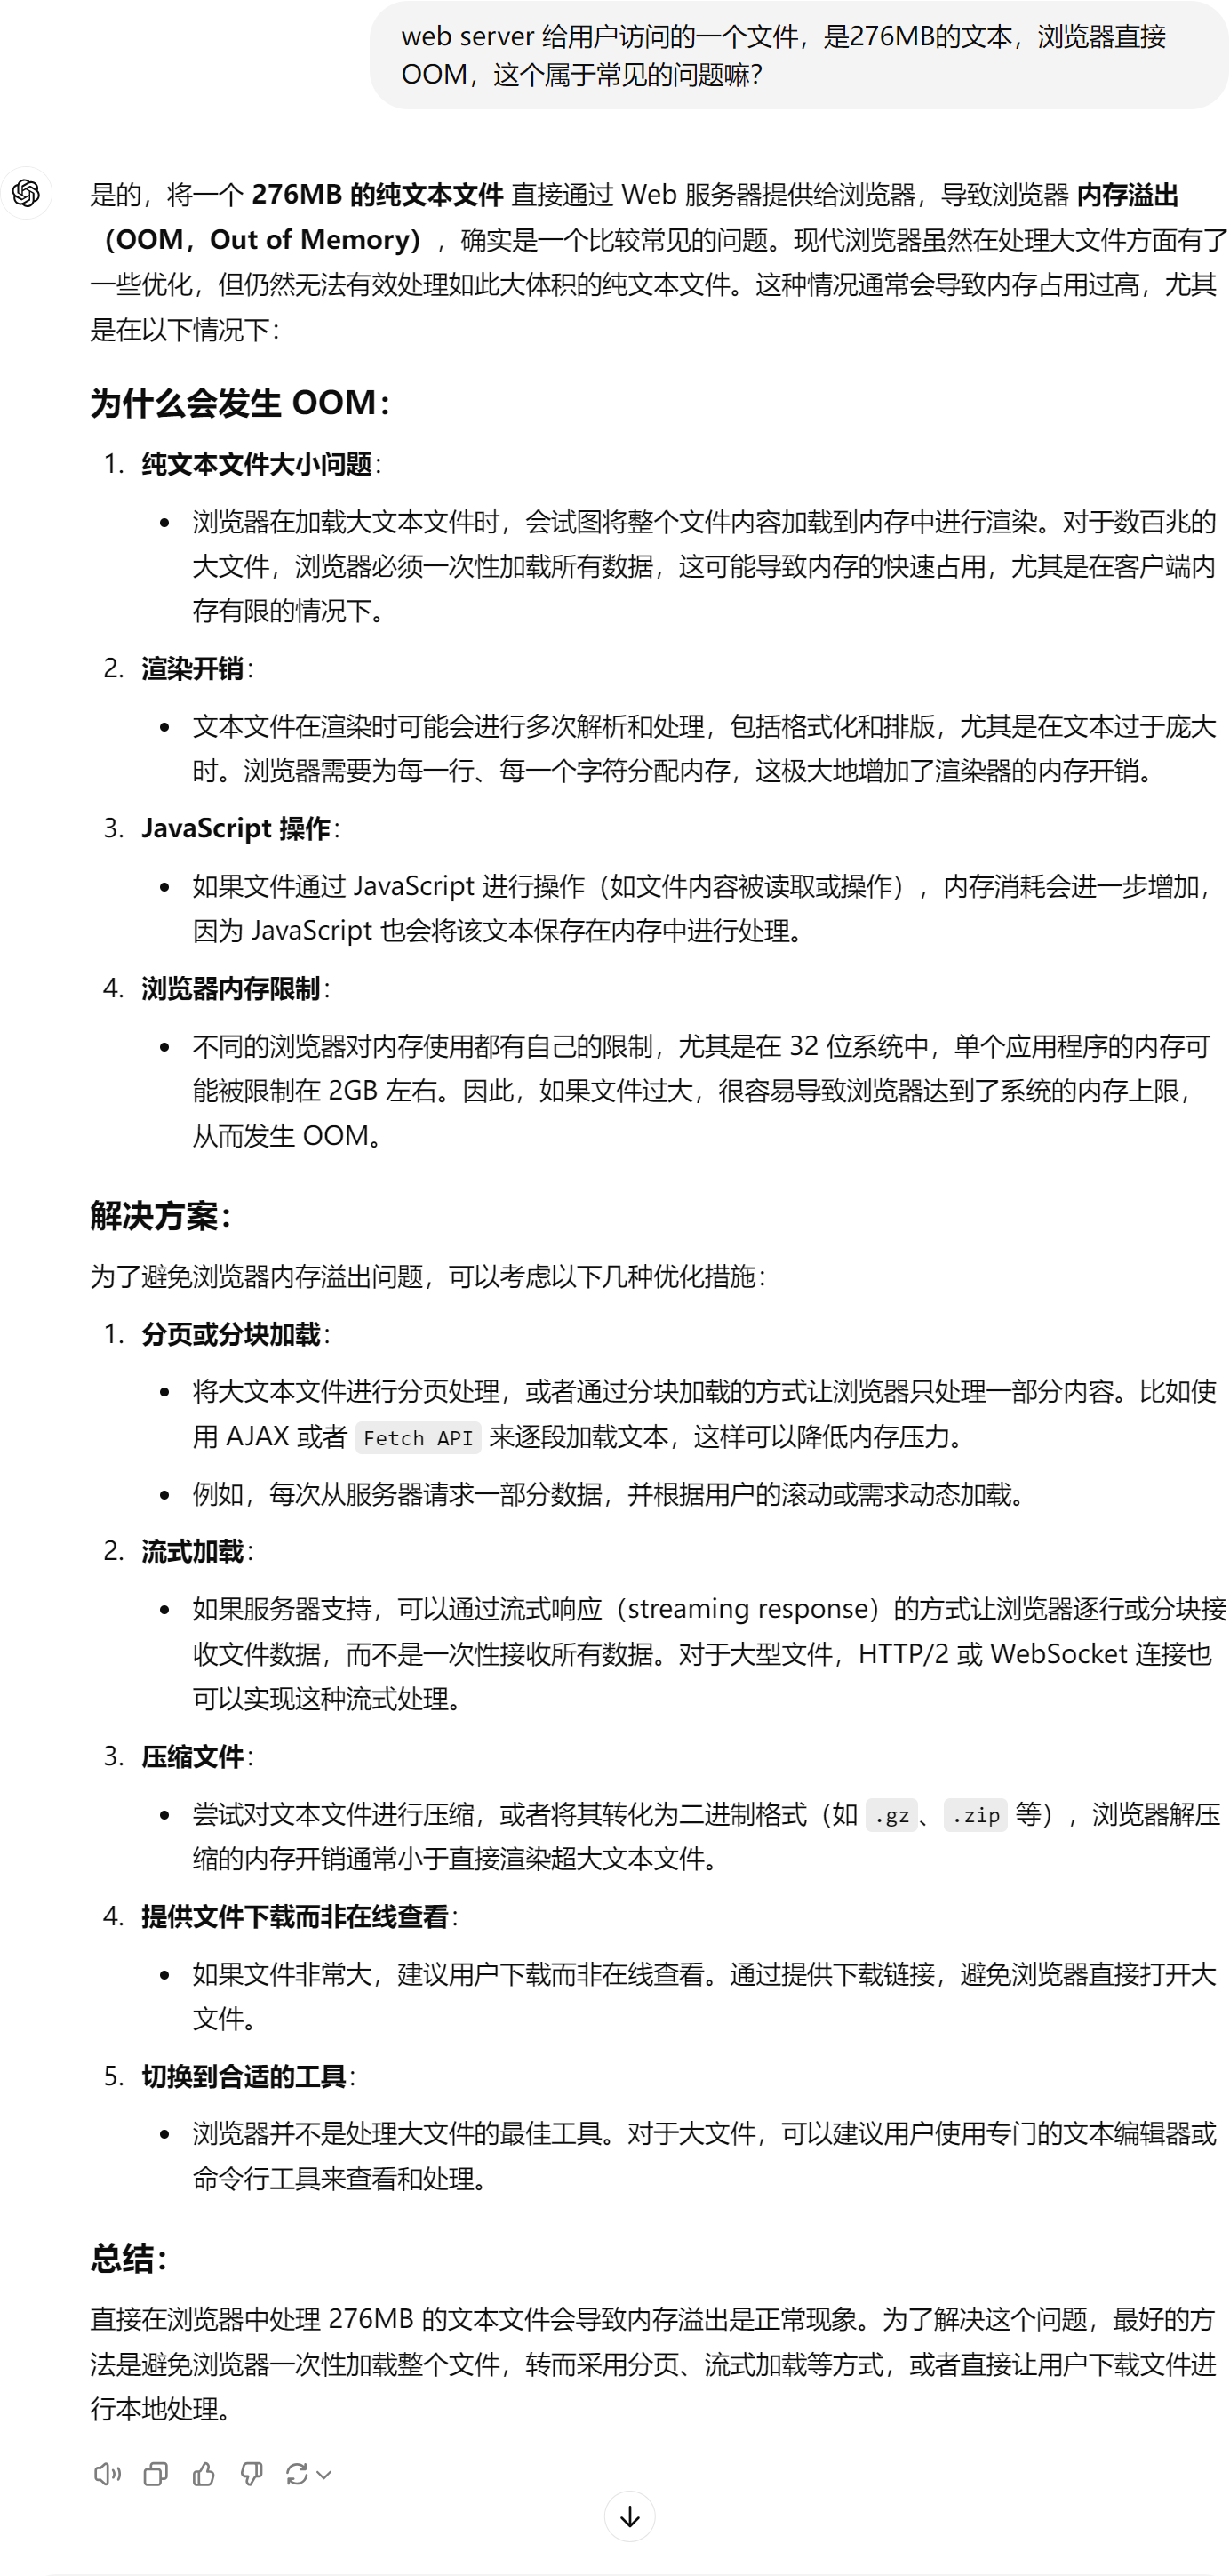 web server 给用户访问的一个文件，是276MB的文本，浏览器直接
OOM，这个属于常见的问题嘛？
是的，将一个 276MB 的纯文本文件 直接通过 Web 服务器提供给浏览器，导致浏览器 内存溢出
（OOM，Out of Memory），确实是一个比较常见的问题。现代浏览器虽然在处理大文件方面有了
一些优化，但仍然无法有效处理如此大体积的纯文本文件。这种情况通常会导致内存占用过高，尤其
是在以下情况下：
为什么会发生 OOM：
1. 纯文本文件大小问题：
• 浏览器在加载大文本文件时，会试图将整个文件内容加载到内存中进行渲染。对于数百兆的
大文件，浏览器必须一次性加载所有数据，这可能导致内存的快速占用，尤其是在客户端内
存有限的情况下。
2. 渲染开销：
• 文本文件在渲染时可能会进行多次解析和处理，包括格式化和排版，尤其是在文本过于庞大
时。浏览器需要为每一行、每一个字符分配内存，这极大地增加了渲染器的内存开销。
3. JavaScript 操作：
• 如果文件通过 JavaScript 进行操作（如文件内容被读取或操作），内存消耗会进一步增加，
因为 JavaScript 也会将该文本保存在内存中进行处理。
4. 浏览器内存限制：
• 不同的浏览器对内存使用都有自己的限制，尤其是在 32 位系统中，单个应用程序的内存可
能被限制在 2GB 左右。因此，如果文件过大，很容易导致浏览器达到了系统的内存上限，
从而发生 OOM。
解决方案：
为了避免浏览器内存溢出问题，可以考虑以下几种优化措施：
1. 分页或分块加载：
• 将大文本文件进行分页处理，或者通过分块加载的方式让浏览器只处理一部分内容。比如使
用 AJAX 或者 Fetch API 来逐段加载文本，这样可以降低内存压力。
• 例如，每次从服务器请求一部分数据，并根据用户的滚动或需求动态加载。
2. 流式加载：
• 如果服务器支持，可以通过流式响应（streaming response）的方式让浏览器逐行或分块接
收文件数据，而不是一次性接收所有数据。对于大型文件，HTTP/2 或 WebSocket 连接也
可以实现这种流式处理。
3. 压缩文件：
• 尝试对文本文件进行压缩，或者将其转化为二进制格式（如 .gz、.zip 等），浏览器解压
缩的内存开销通常小于直接渲染超大文本文件。
4. 提供文件下载而非在线查看：
• 如果文件非常大，建议用户下载而非在线查看。通过提供下载链接，避免浏览器直接打开大
文件。
5. 切换到合适的工具：
• 浏览器并不是处理大文件的最佳工具。对于大文件，可以建议用户使用专门的文本编辑器或
命令行工具来查看和处理。
总结：
直接在浏览器中处理 276MB 的文本文件会导致内存溢出是正常现象。为了解决这个问题，最好的方
法是避免浏览器一次性加载整个文件，转而采用分页、流式加载等方式，或者直接让用户下载文件进
行本地处理。